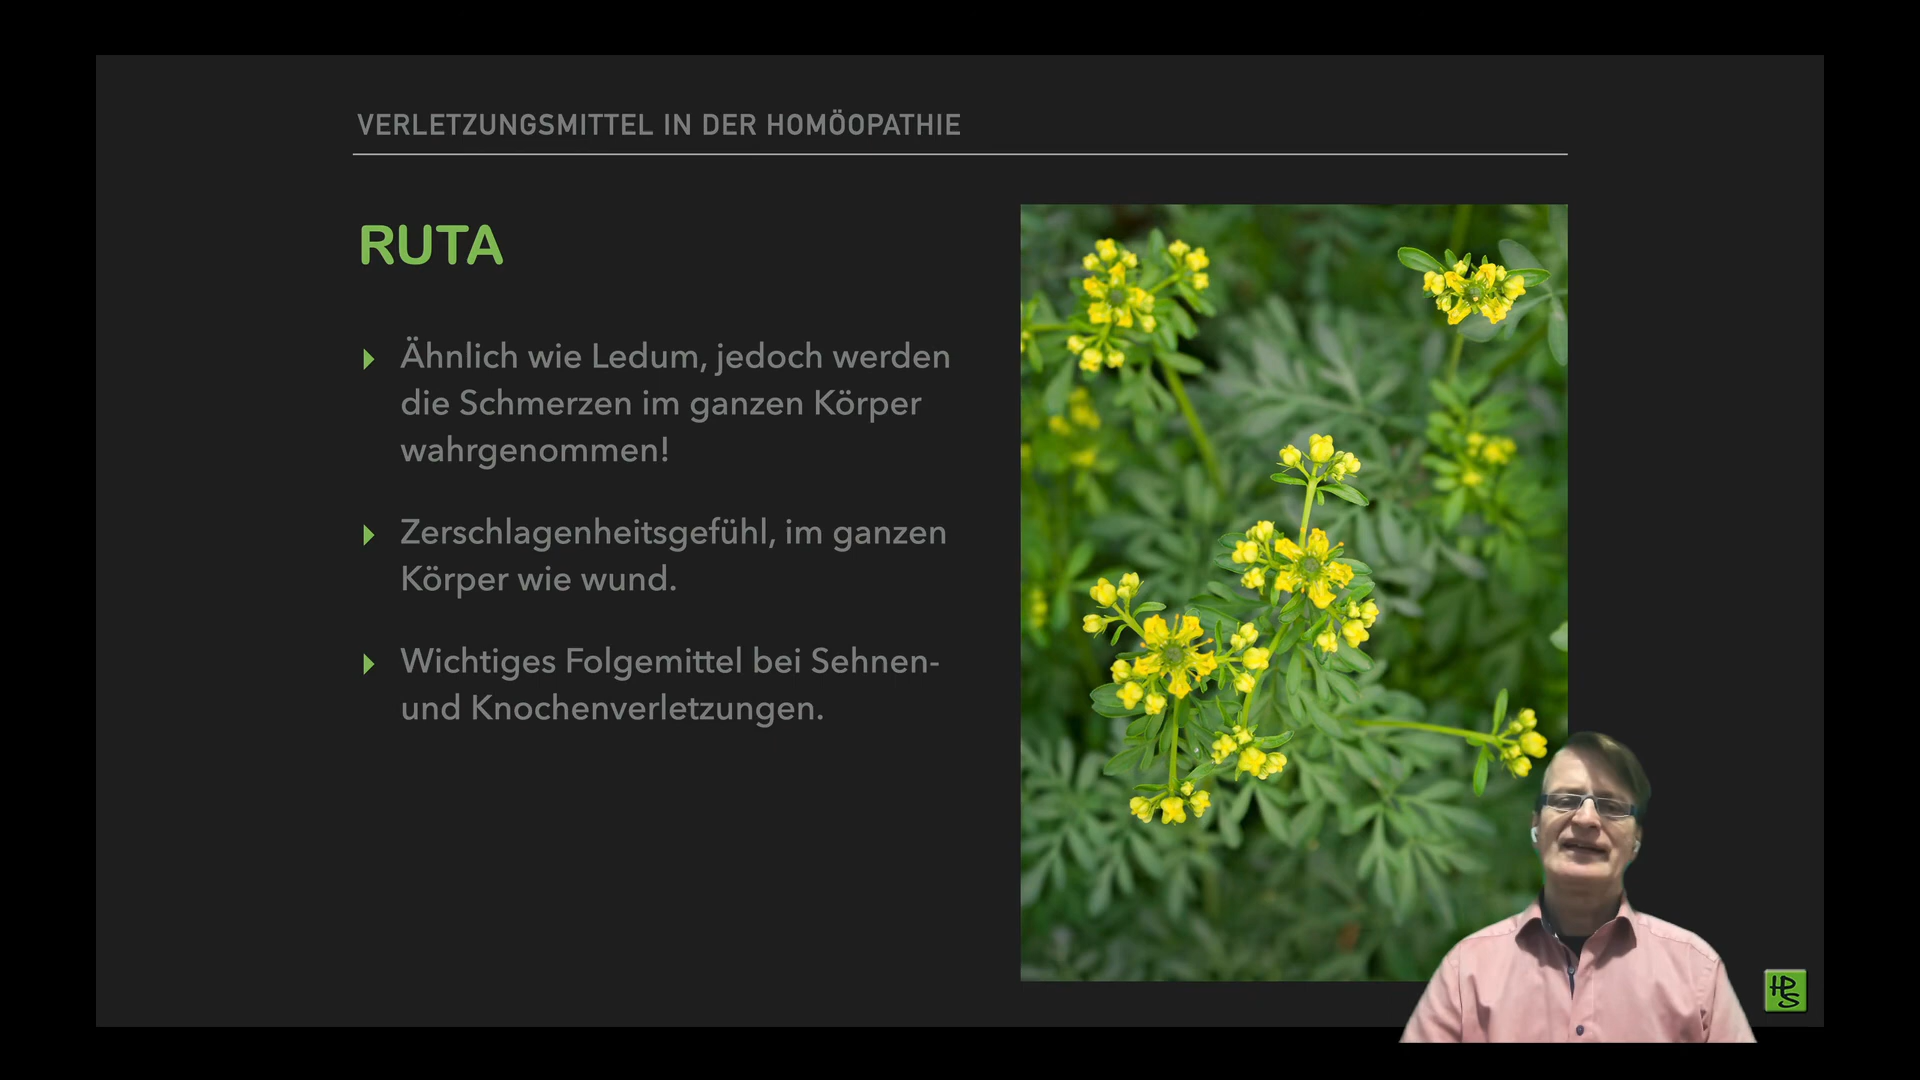 VERLETZUNGSMITTEL IN DER HOMÖOPATHIE
RUTA
Ähnlich wie Ledum, jedoch werden
die Schmerzen im ganzen Körper
wahrgenommen!
Zerschlagenheitsgefühl, im ganzen
Körper wie wund.
Wichtiges Folgemittel bei Sehnen-
und Knochenverletzungen.
HPS